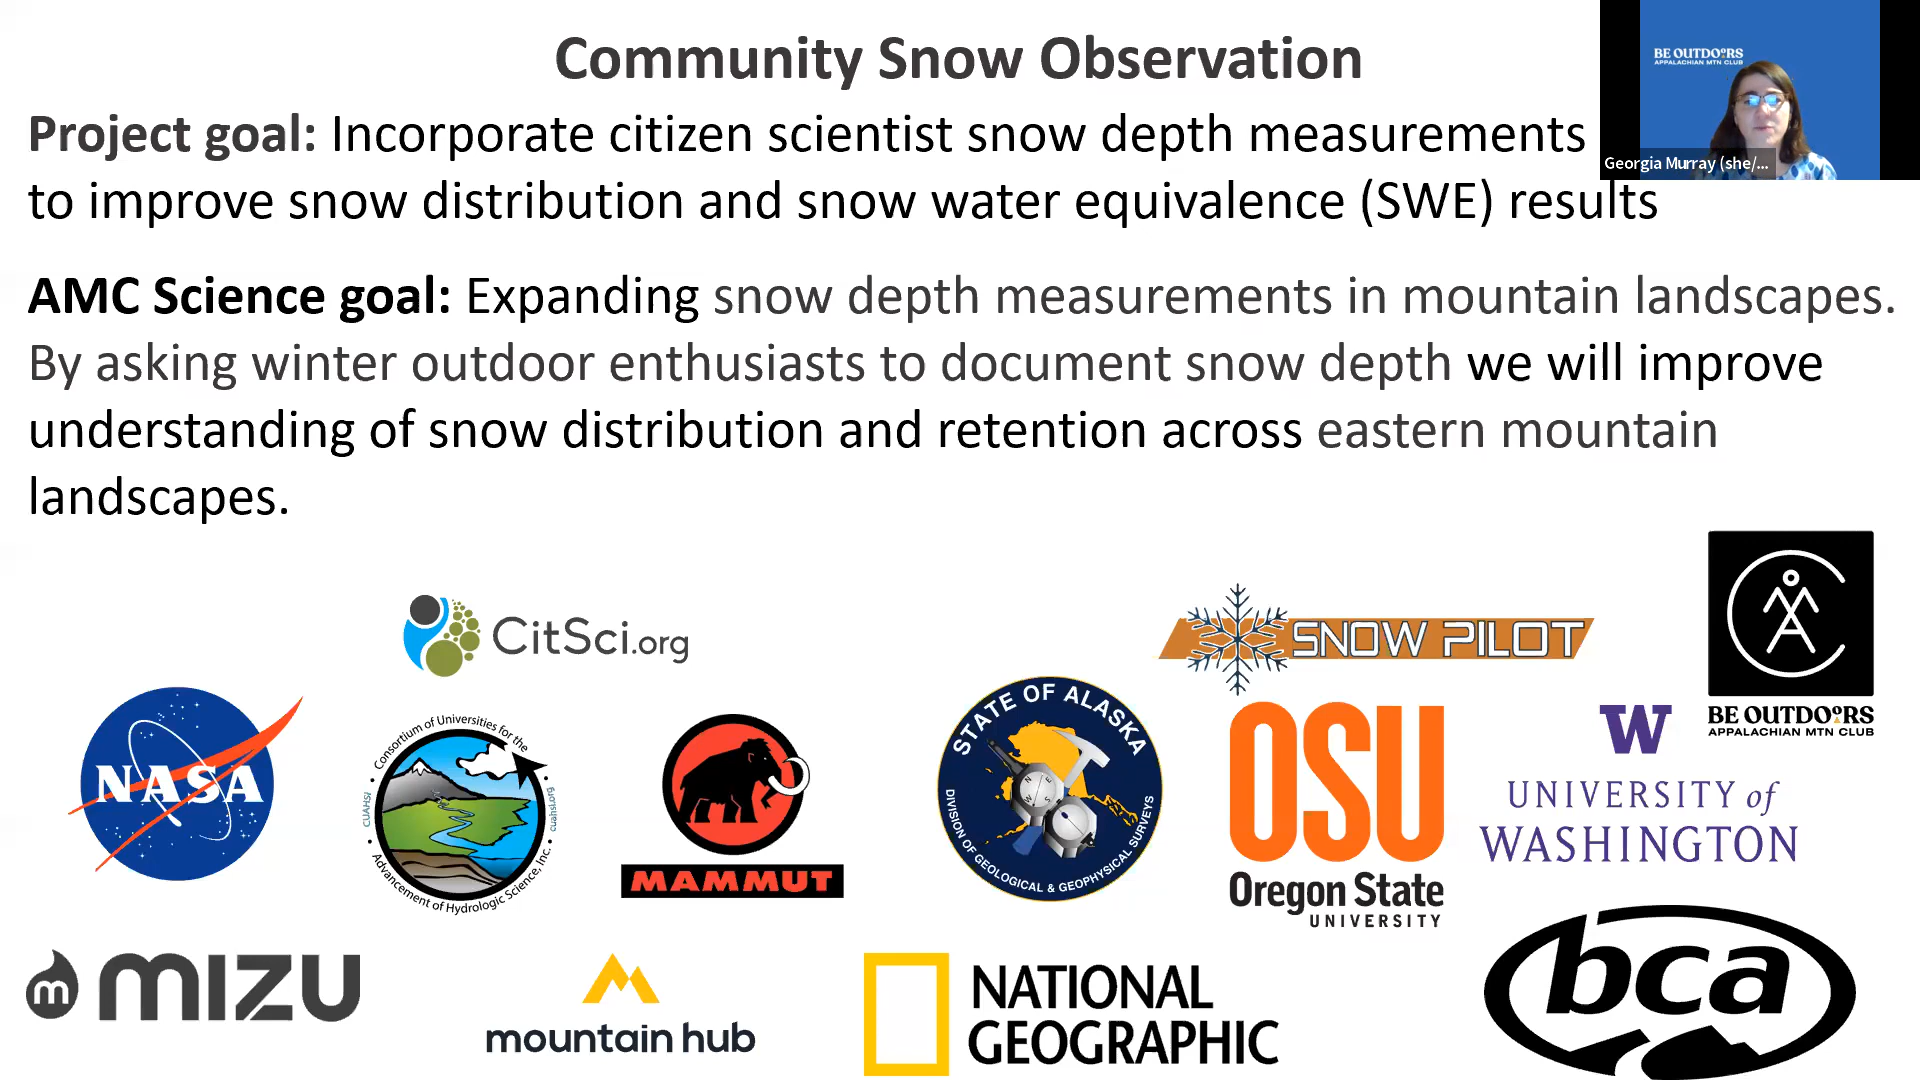 Community Snow Observation
BE OUTDOORS
APPALACHIAN MTN CLUB
Georgia Murray (she/...
Project goal: Incorporate citizen scientist snow depth measurements
to improve snow distribution and snow water equivalence (SWE) results
AMC Science goal: Expanding snow depth measurements in mountain landscapes.
By asking winter outdoor enthusiasts to document snow depth we will improve
understanding of snow distribution and retention across eastern mountain
landscapes.
CitSci.org
SNOW PILOT
BE OUTDOORS
APPALACHIAN MTN CLUB
NASA
Consortium of Universities for the
Advancement of Hydrologic Science, Inc.
CUAHSI
cuahsi.org
MAMMUT
STATE OF ALASKA
DIVISION OF GEOLOGICAL & GEOPHYSICAL SURVEYS
N E S W
OSU
Oregon State
UNIVERSITY
W
UNIVERSITY of
WASHINGTON
m mizu
mountain hub
NATIONAL
GEOGRAPHIC
bca